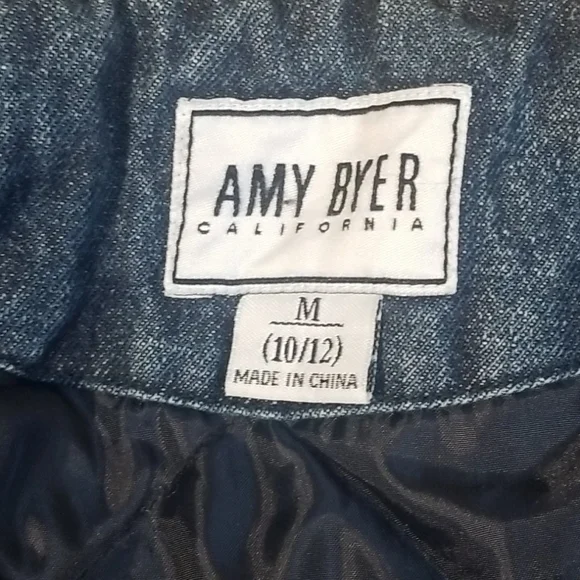 AMY BYER
CALIFORNIA
M
(10/12)
MADE IN CHINA